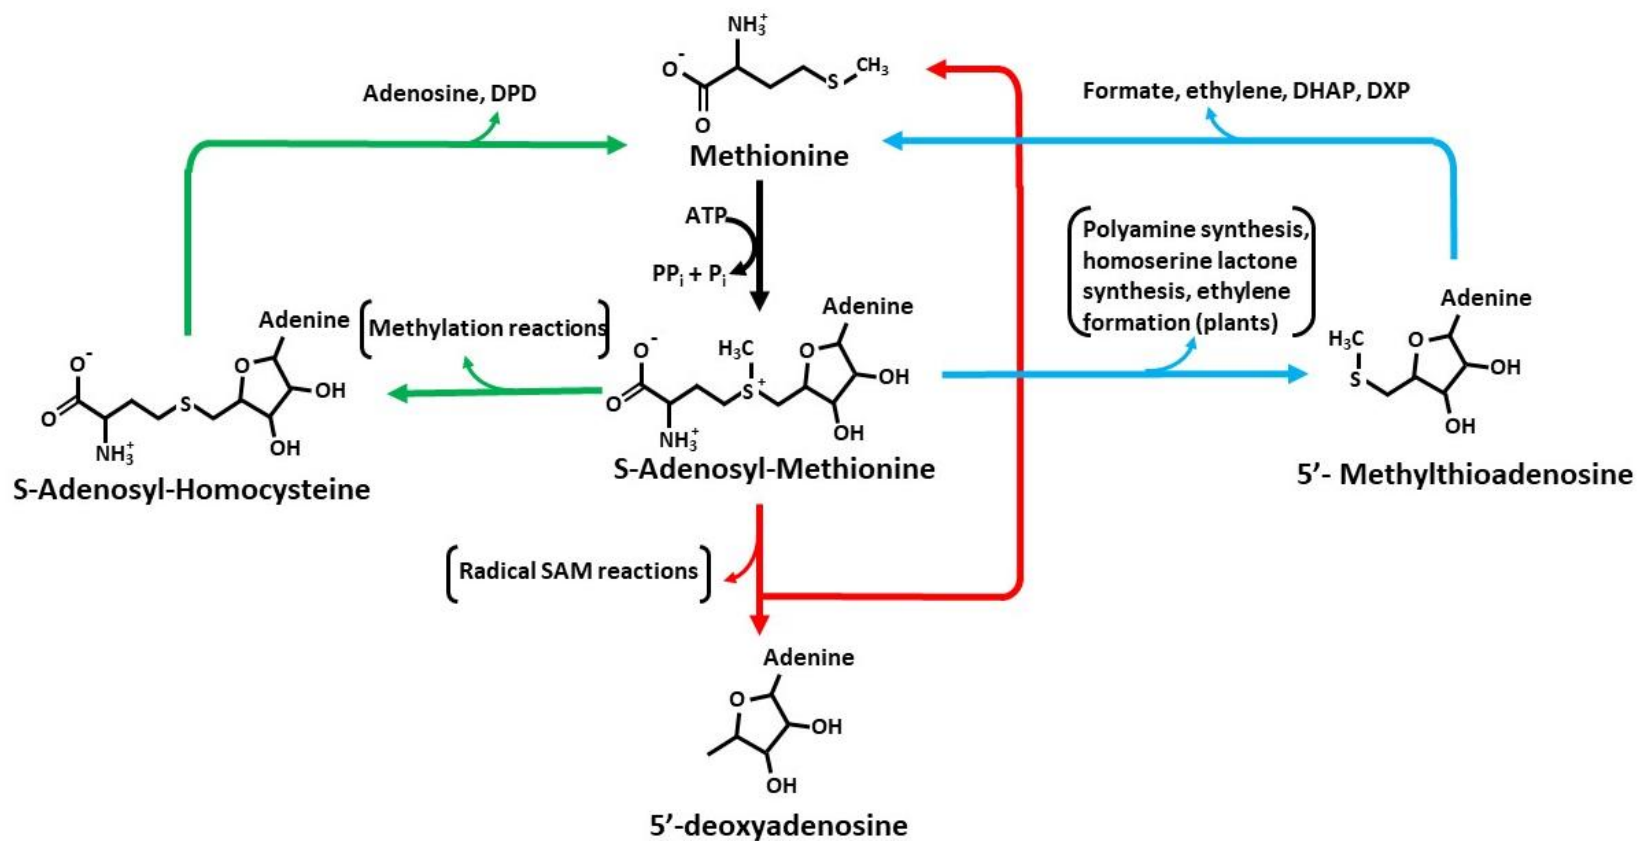 NH₃⁺
O⁻
S
CH₃
O
Methionine
Adenosine, DPD
Formate, ethylene, DHAP, DXP
ATP
PPᵢ + Pᵢ
Polyamine synthesis,
homoserine lactone
synthesis, ethylene
formation (plants)
Methylation reactions
Adenine
O⁻
O
O
S
OH
NH₃⁺
OH
S-Adenosyl-Homocysteine
Adenine
O⁻
H₃C
O
O
S⁺
OH
NH₃⁺
OH
S-Adenosyl-Methionine
Adenine
H₃C
O
S
OH
OH
5’- Methylthioadenosine
Radical SAM reactions
Adenine
O
OH
OH
5’-deoxyadenosine